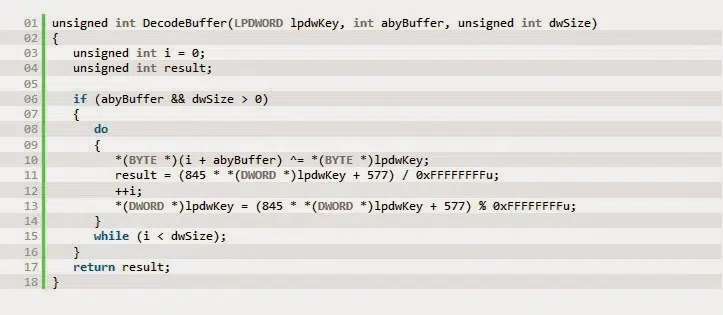 01 unsigned int DecodeBuffer(LPDWORD lpdwKey, int abyBuffer, unsigned int dwSize)
02 {
03    unsigned int i = 0;
04    unsigned int result;
05
06    if (abyBuffer && dwSize > 0)
07    {
08       do
09       {
10          *(BYTE *)(i + abyBuffer) ^= *(BYTE *)lpdwKey;
11          result = (845 * *(DWORD *)lpdwKey + 577) / 0xFFFFFFFFu;
12          ++i;
13          *(DWORD *)lpdwKey = (845 * *(DWORD *)lpdwKey + 577) % 0xFFFFFFFFu;
14       }
15       while (i < dwSize);
16    }
17    return result;
18 }